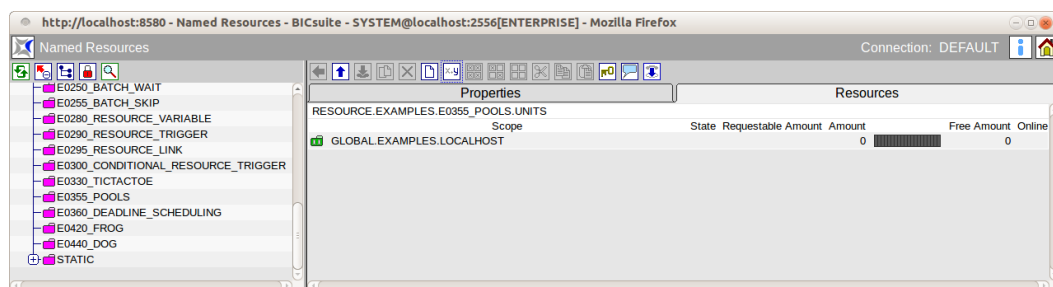 http://localhost:8580 - Named Resources - BICsuite - SYSTEM@localhost:2556[ENTERPRISE] - Mozilla Firefox
Named Resources
Connection: DEFAULT
E0250_BATCH_WAIT
E0255_BATCH_SKIP
E0280_RESOURCE_VARIABLE
E0290_RESOURCE_TRIGGER
E0295_RESOURCE_LINK
E0300_CONDITIONAL_RESOURCE_TRIGGER
E0330_TICTACTOE
E0355_POOLS
E0360_DEADLINE_SCHEDULING
E0420_FROG
E0440_DOG
STATIC
x,y
Properties
Resources
RESOURCE.EXAMPLES.E0355_POOLS.UNITS
Scope State Requestable Amount Amount Free Amount Online
GLOBAL.EXAMPLES.LOCALHOST 0 0